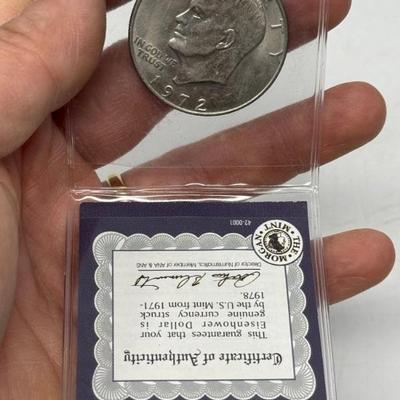 IN GOD WE
TRUST
1972
THE MORGAN MINT
Certificate of Authenticity
This guarantees that your
Eisenhower Dollar is
genuine currency struck
by the U.S. Mint from 1971-
1978.
Director of Numismatics, Member of ANA & ANS
42-0001